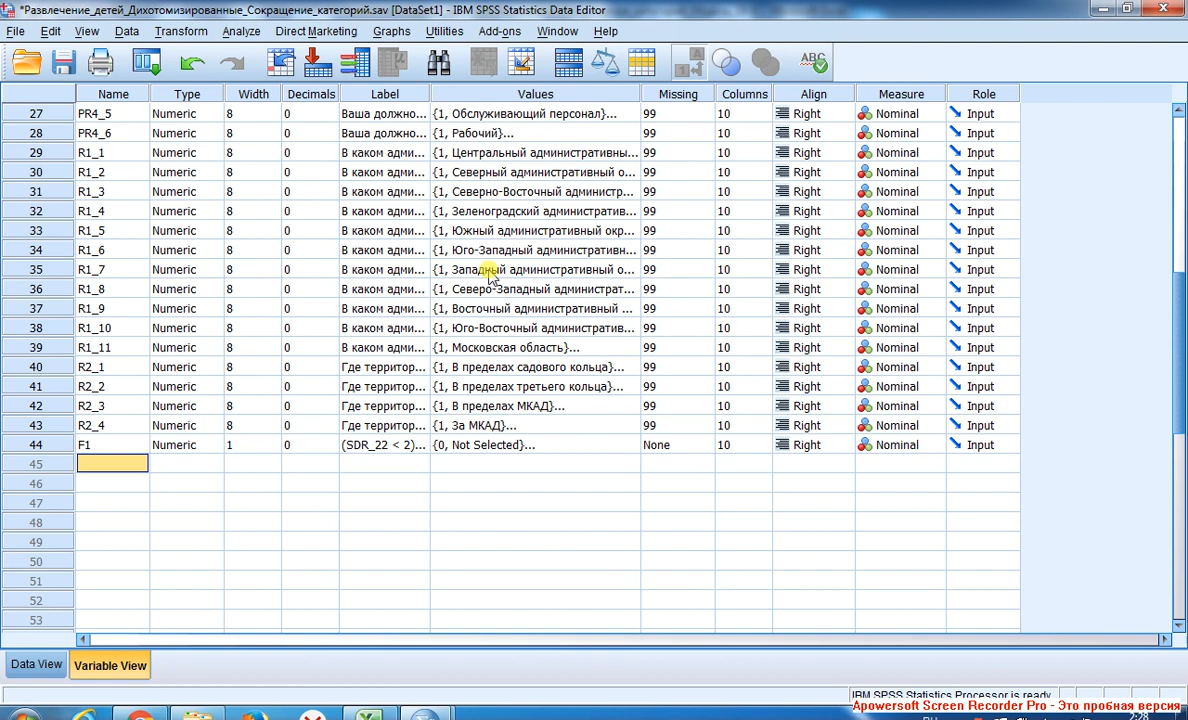 *Развлечение_детей_Дихотомизированные_Сокращение_категорий.sav [DataSet1] - IBM SPSS Statistics Data Editor
File Edit View Data Transform Analyze Direct Marketing Graphs Utilities Add-ons Window Help
Name Type Width Decimals Label Values Missing Columns Align Measure Role
27 PR4_5 Numeric 8 0 Ваша должно... {1, Обслуживающий персонал}... 99 10 Right Nominal Input
28 PR4_6 Numeric 8 0 Ваша должно... {1, Рабочий}... 99 10 Right Nominal Input
29 R1_1 Numeric 8 0 В каком адми... {1, Центральный административны... 99 10 Right Nominal Input
30 R1_2 Numeric 8 0 В каком адми... {1, Северный административный о... 99 10 Right Nominal Input
31 R1_3 Numeric 8 0 В каком адми... {1, Северно-Восточный администр... 99 10 Right Nominal Input
32 R1_4 Numeric 8 0 В каком адми... {1, Зеленоградский административ... 99 10 Right Nominal Input
33 R1_5 Numeric 8 0 В каком адми... {1, Южный административный окр... 99 10 Right Nominal Input
34 R1_6 Numeric 8 0 В каком адми... {1, Юго-Западный административн... 99 10 Right Nominal Input
35 R1_7 Numeric 8 0 В каком адми... {1, Западный административный о... 99 10 Right Nominal Input
36 R1_8 Numeric 8 0 В каком адми... {1, Северо-Западный администрат... 99 10 Right Nominal Input
37 R1_9 Numeric 8 0 В каком адми... {1, Восточный административный ... 99 10 Right Nominal Input
38 R1_10 Numeric 8 0 В каком адми... {1, Юго-Восточный административ... 99 10 Right Nominal Input
39 R1_11 Numeric 8 0 В каком адми... {1, Московская область}... 99 10 Right Nominal Input
40 R2_1 Numeric 8 0 Где территор... {1, В пределах садового кольца}... 99 10 Right Nominal Input
41 R2_2 Numeric 8 0 Где территор... {1, В пределах третьего кольца}... 99 10 Right Nominal Input
42 R2_3 Numeric 8 0 Где территор... {1, В пределах МКАД}... 99 10 Right Nominal Input
43 R2_4 Numeric 8 0 Где территор... {1, За МКАД}... 99 10 Right Nominal Input
44 F1 Numeric 1 0 (SDR_22 < 2)... {0, Not Selected}... None 10 Right Nominal Input
45
46
47
48
49
50
51
52
53
Data View Variable View
IBM SPSS Statistics Processor is ready
Apowersoft Screen Recorder Pro - Это пробная версия
2:28